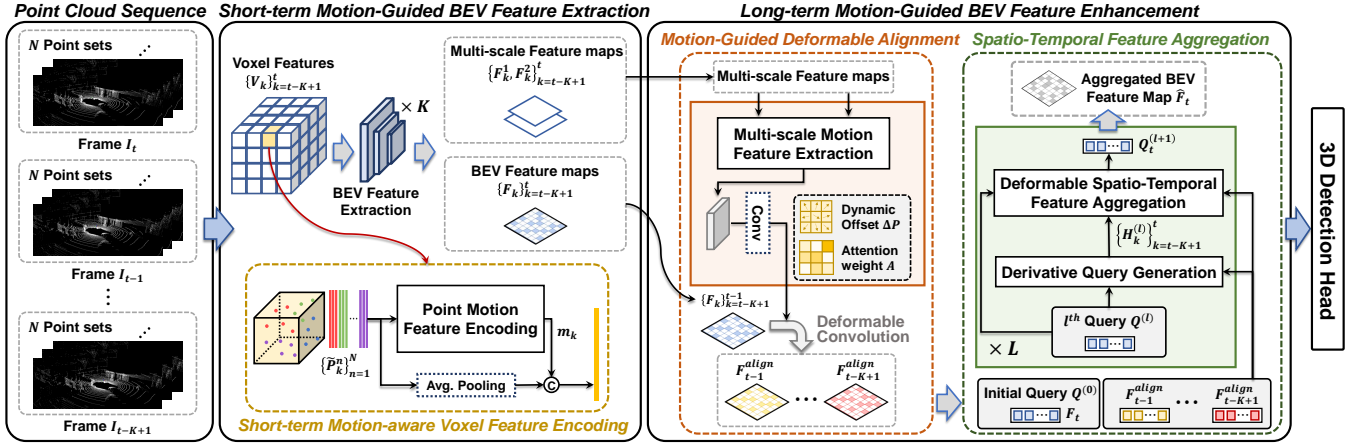 Point Cloud Sequence
N Point sets
Frame I_t
N Point sets
Frame I_{t-1}
N Point sets
Frame I_{t-K+1}
Short-term Motion-Guided BEV Feature Extraction
Voxel Features
{V_k}^t_{k=t-K+1}
× K
BEV Feature
Extraction
Multi-scale Feature maps
{F^1_k, F^2_k}^t_{k=t-K+1}
BEV Feature maps
{F_k}^t_{k=t-K+1}
{P̃^n_k}^N_{n=1}
Point Motion
Feature Encoding
m_k
Avg. Pooling
C
Short-term Motion-aware Voxel Feature Encoding
Long-term Motion-Guided BEV Feature Enhancement
Motion-Guided Deformable Alignment
Multi-scale Feature maps
Multi-scale Motion
Feature Extraction
Conv
Dynamic
Offset ΔP
Attention
weight A
{F_k}^{t-1}_{k=t-K+1}
Deformable
Convolution
F^{align}_{t-1}
F^{align}_{t-K+1}
Spatio-Temporal Feature Aggregation
Aggregated BEV
Feature Map F̂_t
Q^{(l+1)}_t
Deformable Spatio-Temporal
Feature Aggregation
{H^{(l)}_k}^t_{k=t-K+1}
Derivative Query Generation
l^{th} Query Q^{(l)}
× L
Initial Query Q^{(0)}
F_t
F^{align}_{t-1}
F^{align}_{t-K+1}
3D Detection Head